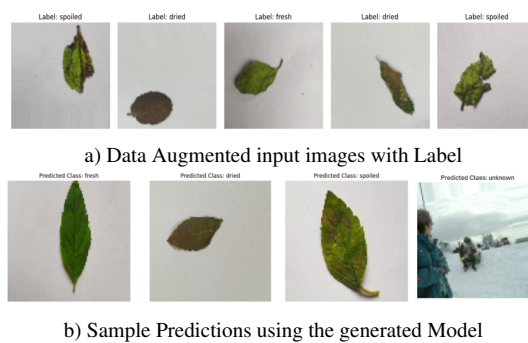 Label: spoiled
Label: dried
Label: fresh
Label: dried
Label: spoiled
a) Data Augmented input images with Label
Predicted Class: fresh
Predicted Class: dried
Predicted Class: spoiled
Predicted Class: unknown
b) Sample Predictions using the generated Model